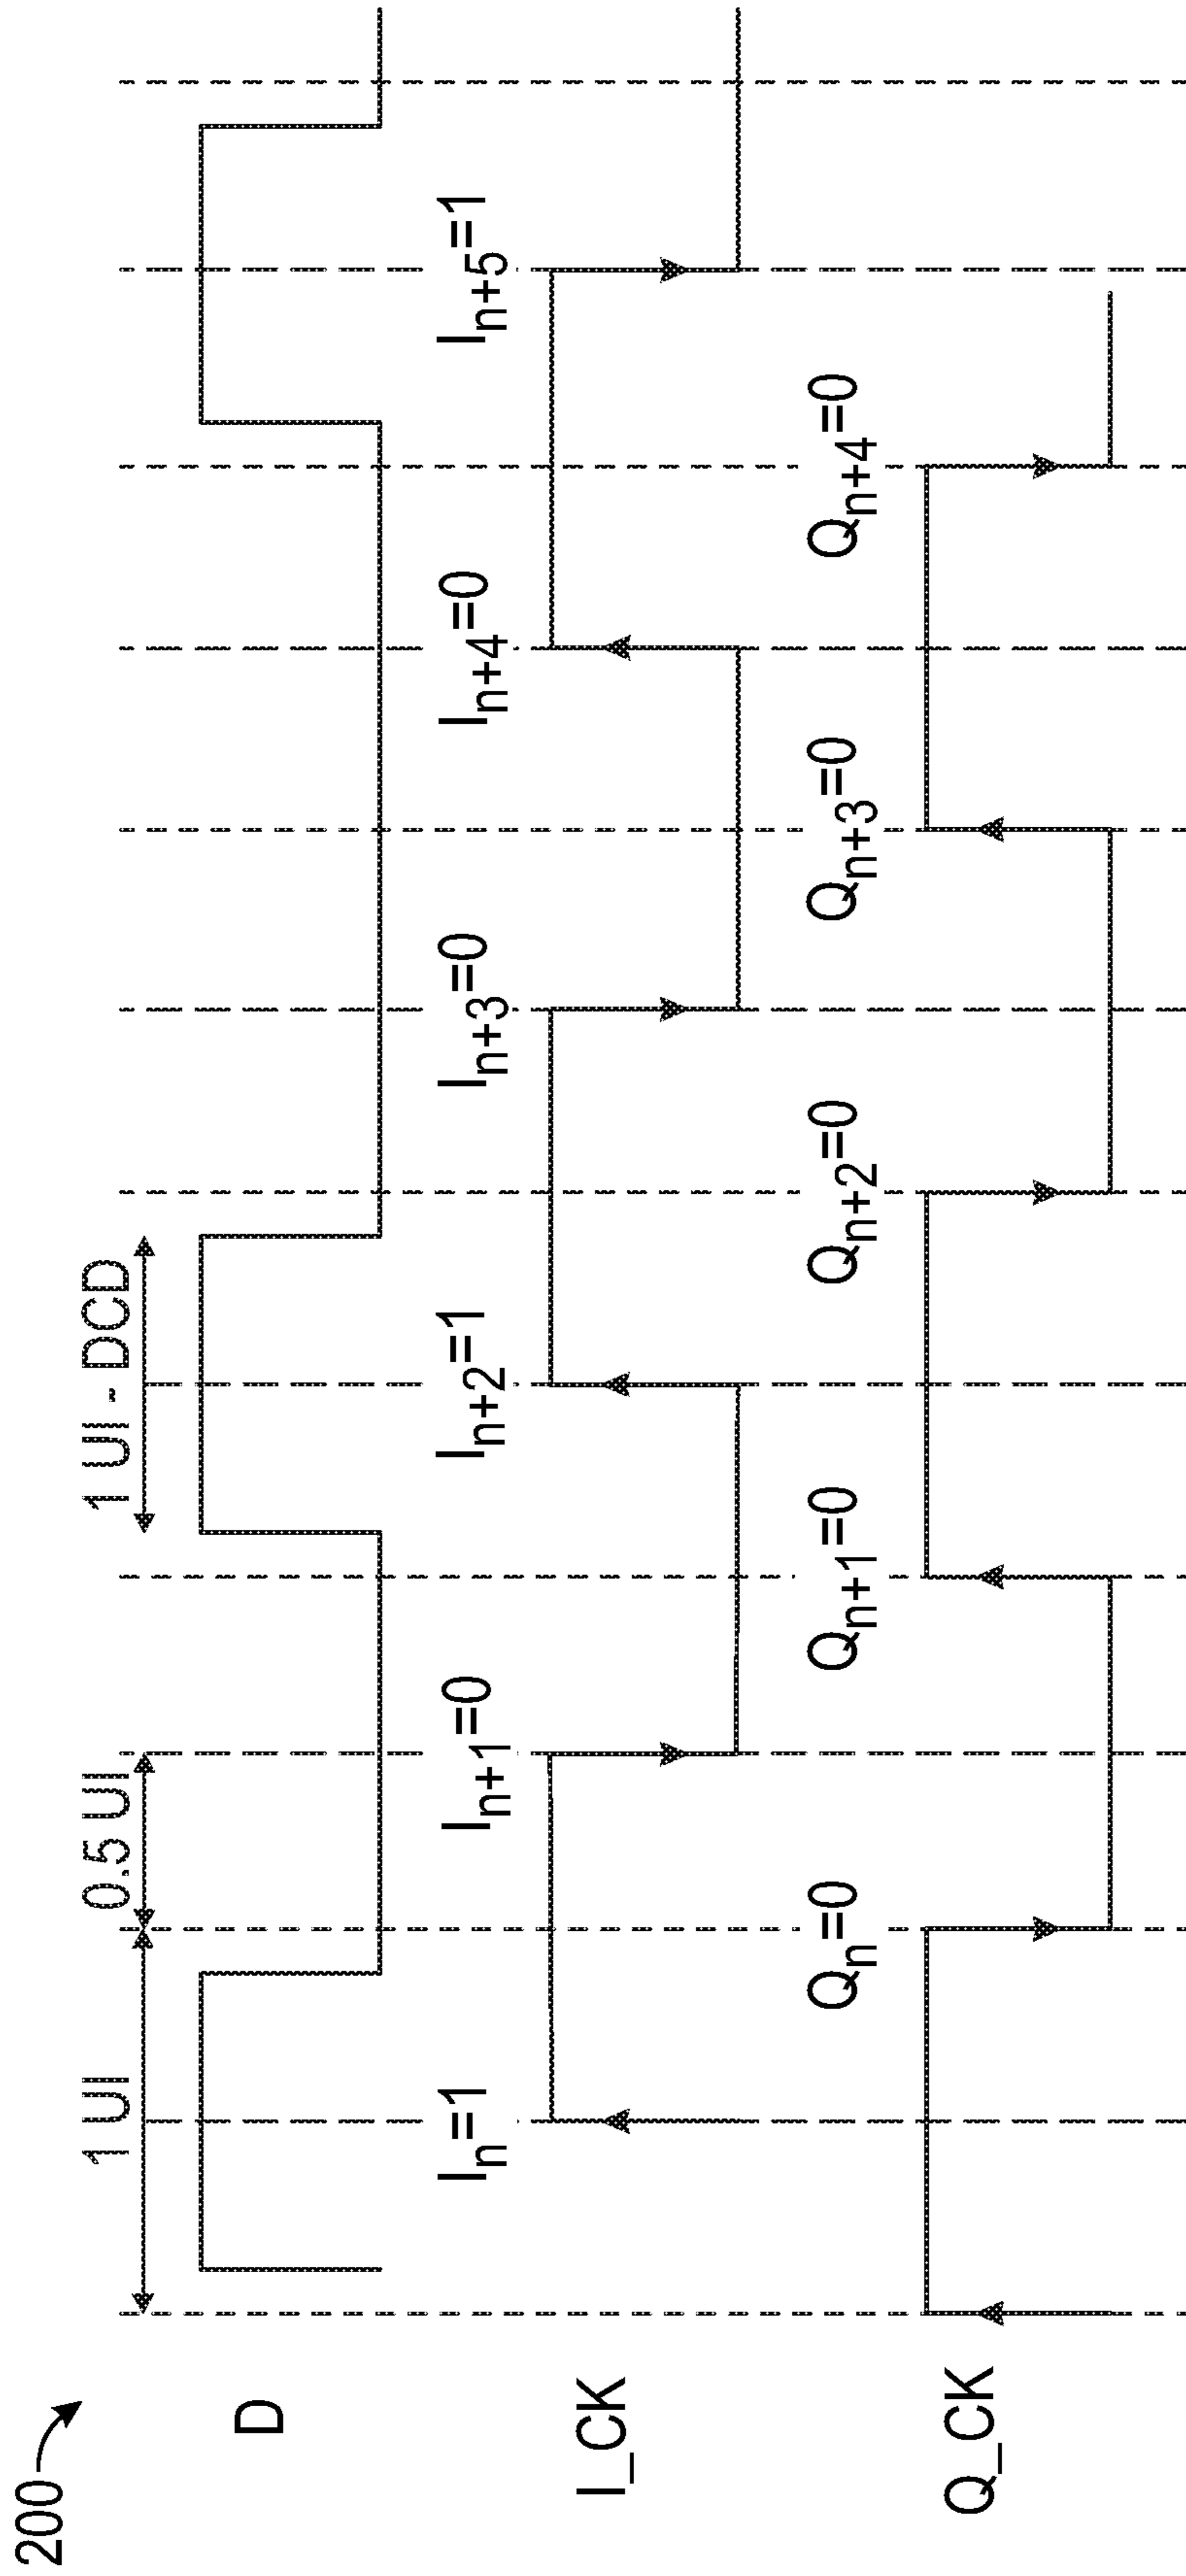 200
1 UI
0.5 UI
1 UI - DCD
D
Iₙ=1
Iₙ₊₁=0
Iₙ₊₂=1
Iₙ₊₃=0
Iₙ₊₄=0
Iₙ₊₅=1
I_CK
Qₙ=0
Qₙ₊₁=0
Qₙ₊₂=0
Qₙ₊₃=0
Qₙ₊₄=0
Q_CK